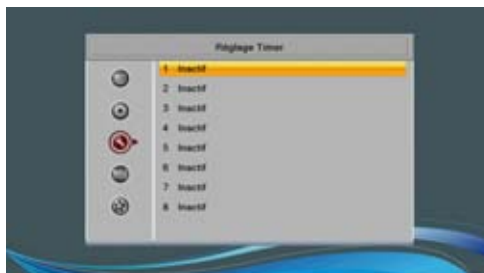 Réglage Timer
1 Inactif
2 Inactif
3 Inactif
4 Inactif
5 Inactif
6 Inactif
7 Inactif
8 Inactif